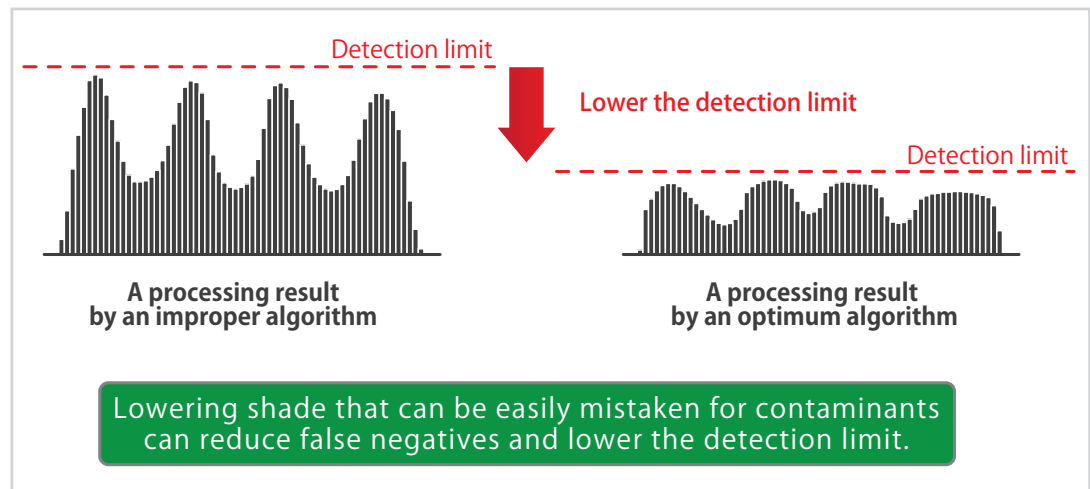 Detection limit
Lower the detection limit
Detection limit
A processing result
by an improper algorithm
A processing result
by an optimum algorithm
Lowering shade that can be easily mistaken for contaminants
can reduce false negatives and lower the detection limit.